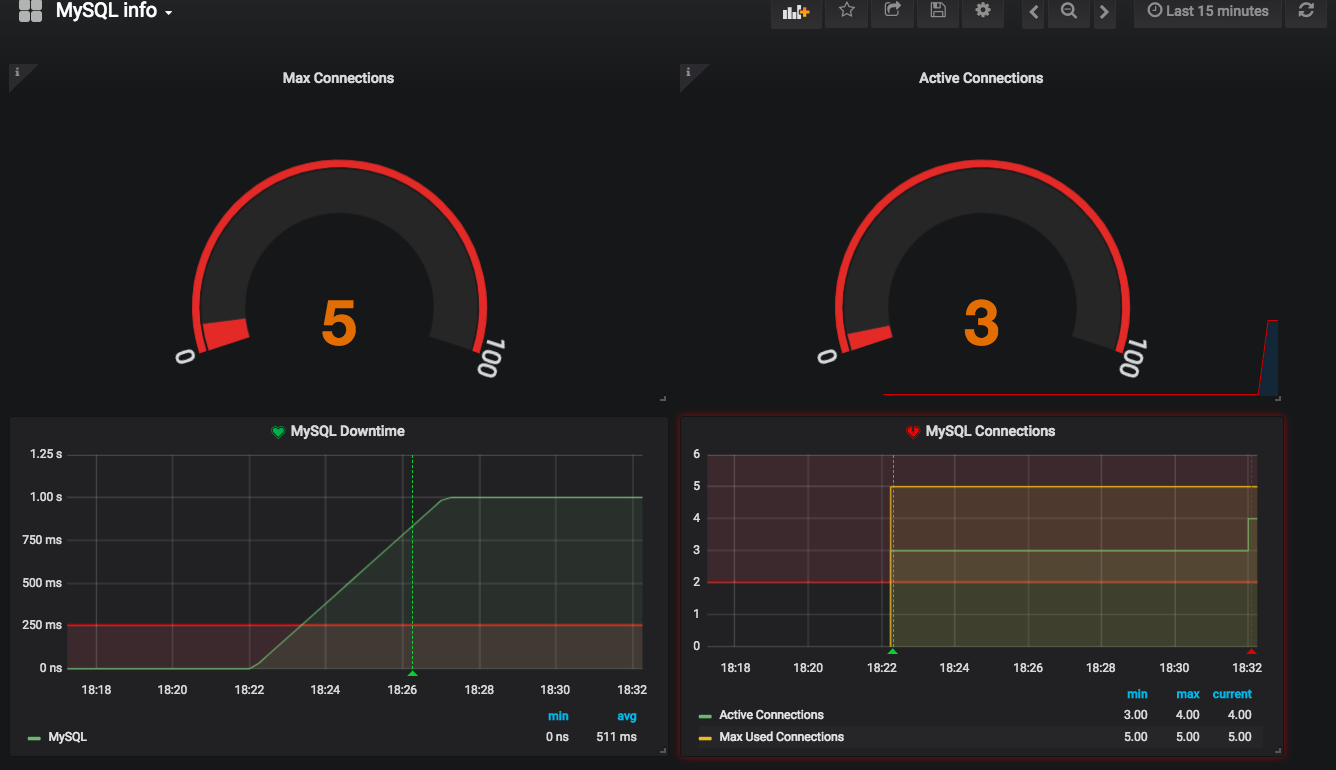 MySQL info
Last 15 minutes
i
Max Connections
5
0
100
i
Active Connections
3
0
100
MySQL Downtime
1.25 s
1.00 s
750 ms
500 ms
250 ms
0 ns
18:18 18:20 18:22 18:24 18:26 18:28 18:30 18:32
min avg
MySQL 0 ns 511 ms
MySQL Connections
6
5
4
3
2
1
0
18:18 18:20 18:22 18:24 18:26 18:28 18:30 18:32
min max current
Active Connections 3.00 4.00 4.00
Max Used Connections 5.00 5.00 5.00